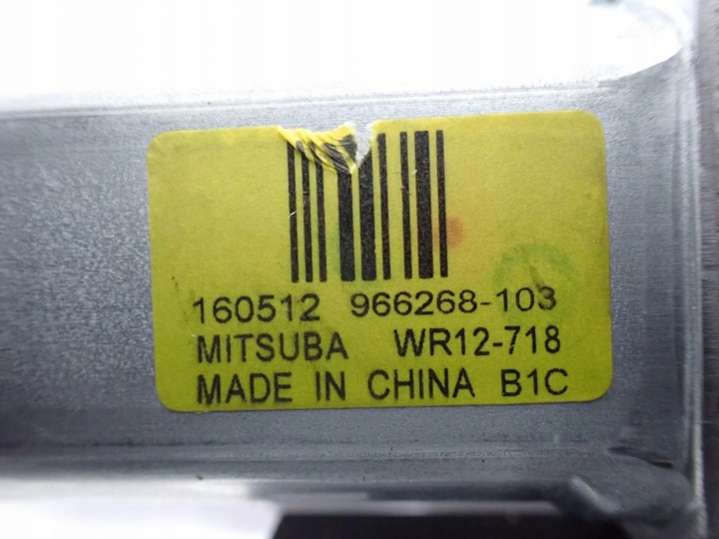 160512 966268-103
MITSUBA WR12-718
MADE IN CHINA B1C